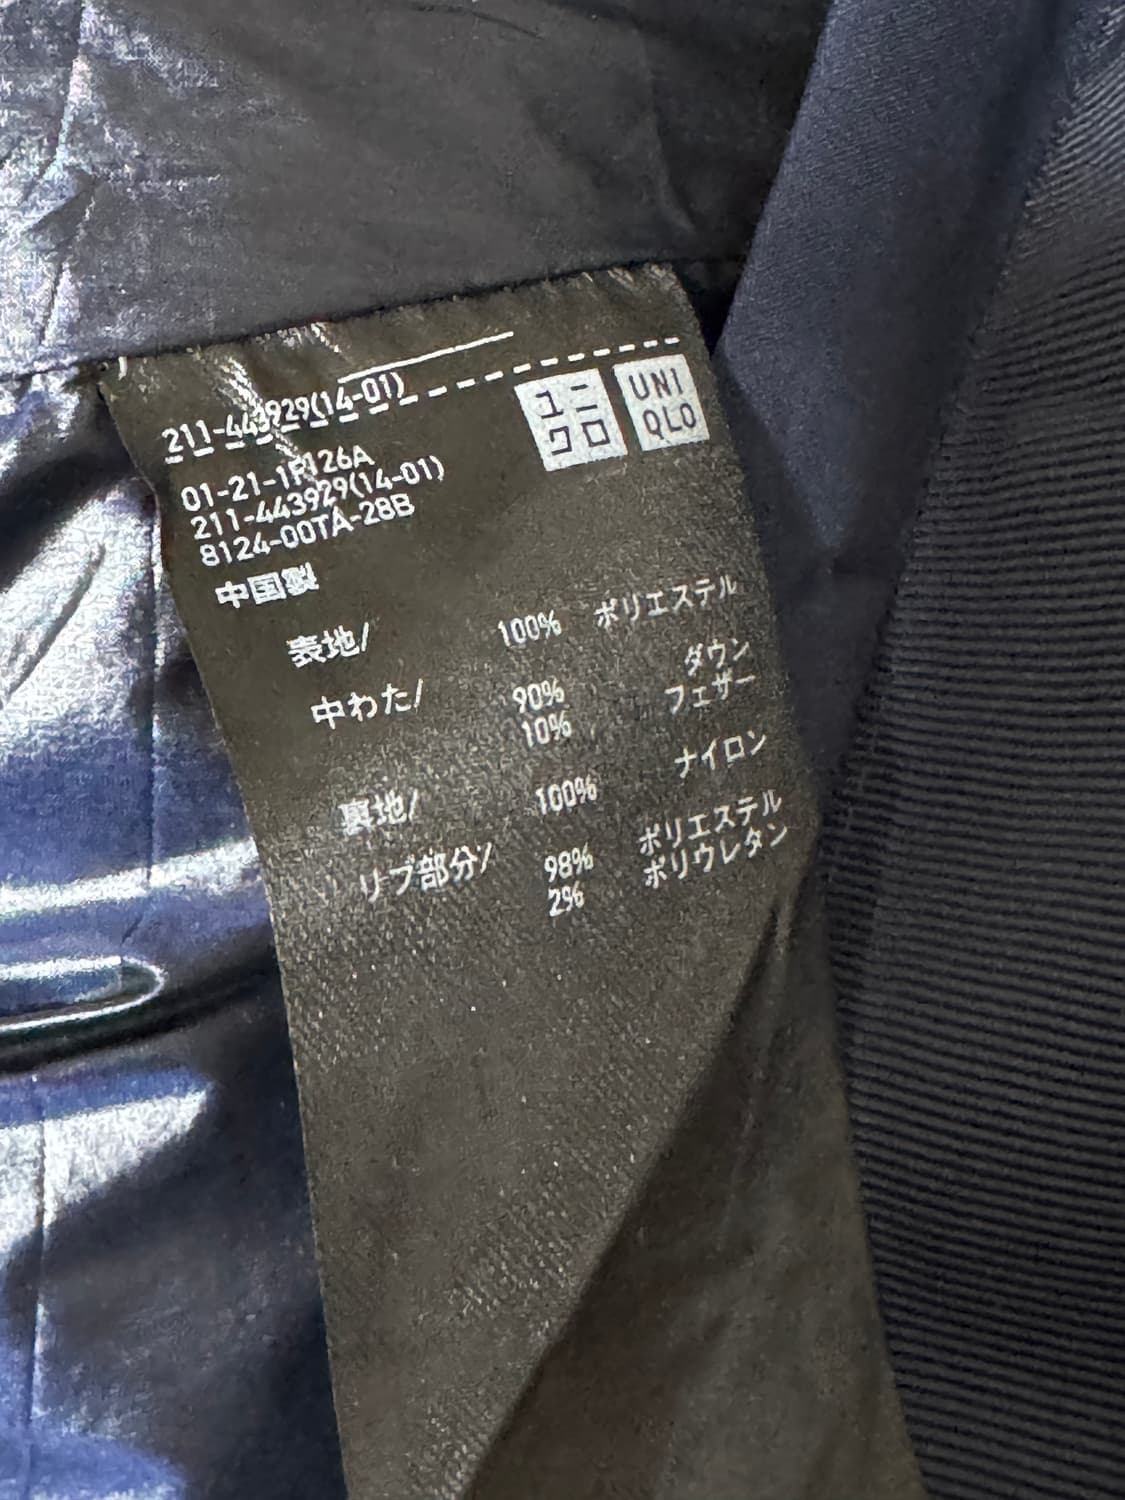 211-443929(14-01)
ユニ
クロ
UNI
QLO
01-21-1F126A
211-443929(14-01)
8124-00TA-28B
中国製
表地/ 100% ポリエステル
中わた/ 90% ダウン
10% フェザー
裏地/ 100% ナイロン
リブ部分/ 98% ポリエステル
2% ポリウレタン